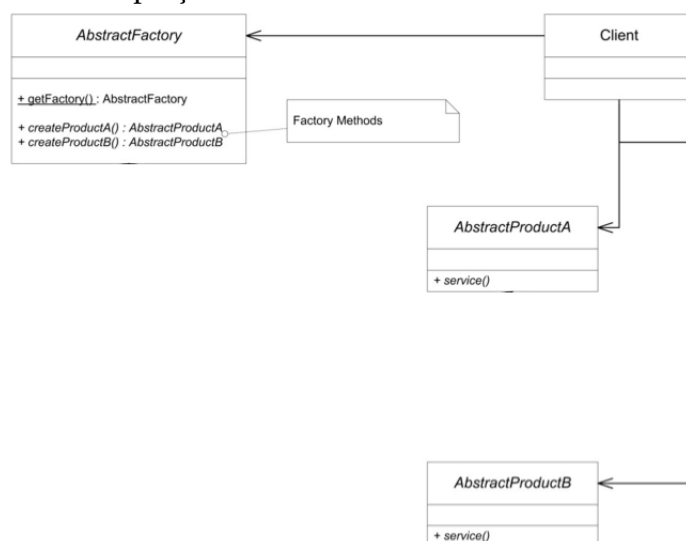 AbstractFactory
Client
+ getFactory() : AbstractFactory
+ createProductA() : AbstractProductA
+ createProductB() : AbstractProductB
Factory Methods
AbstractProductA
+ service()
AbstractProductB
+ service()